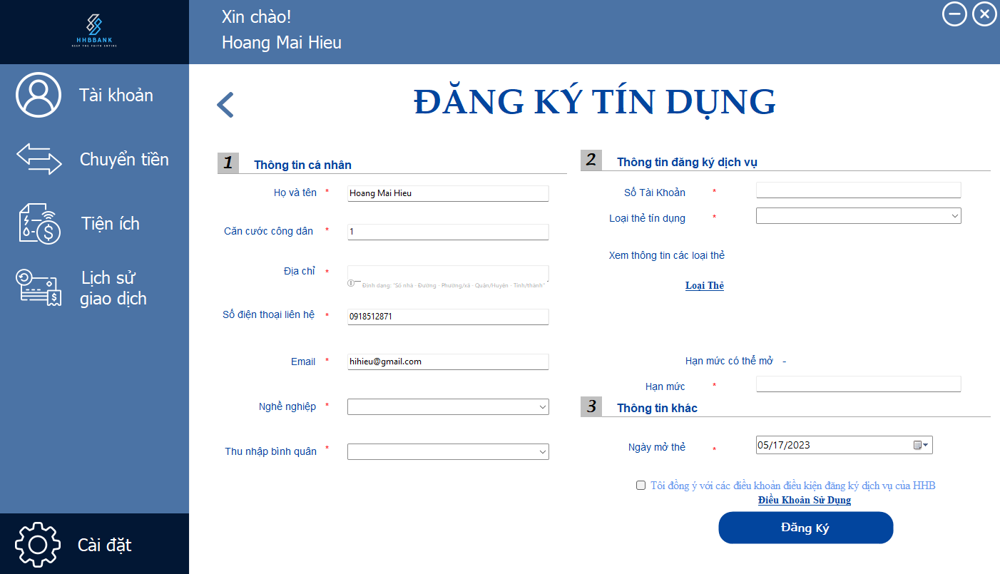 HHBBANK
KEEP THE FAITH ENTIRE
Xin chào!
Hoang Mai Hieu
Tài khoản
Chuyển tiền
Tiện ích
Lịch sử
giao dịch
Cài đặt
ĐĂNG KÝ TÍN DỤNG
1 Thông tin cá nhân
Họ và tên * Hoang Mai Hieu
Căn cước công dân * 1
Địa chỉ *
Định dạng: "Số nhà - Đường - Phường/xã - Quận/Huyện - Tỉnh/thành"
Số điện thoại liên hệ * 0918512871
Email * hihieu@gmail.com
Nghề nghiệp *
Thu nhập bình quân *
2 Thông tin đăng ký dịch vụ
Số Tài Khoản *
Loại thẻ tín dụng *
Xem thông tin các loại thẻ
Loại Thẻ
Hạn mức có thể mở -
Hạn mức *
3 Thông tin khác
Ngày mở thẻ * 05/17/2023
Tôi đồng ý với các điều khoản điều kiện đăng ký dịch vụ của HHB
Điều Khoản Sử Dụng
Đăng Ký